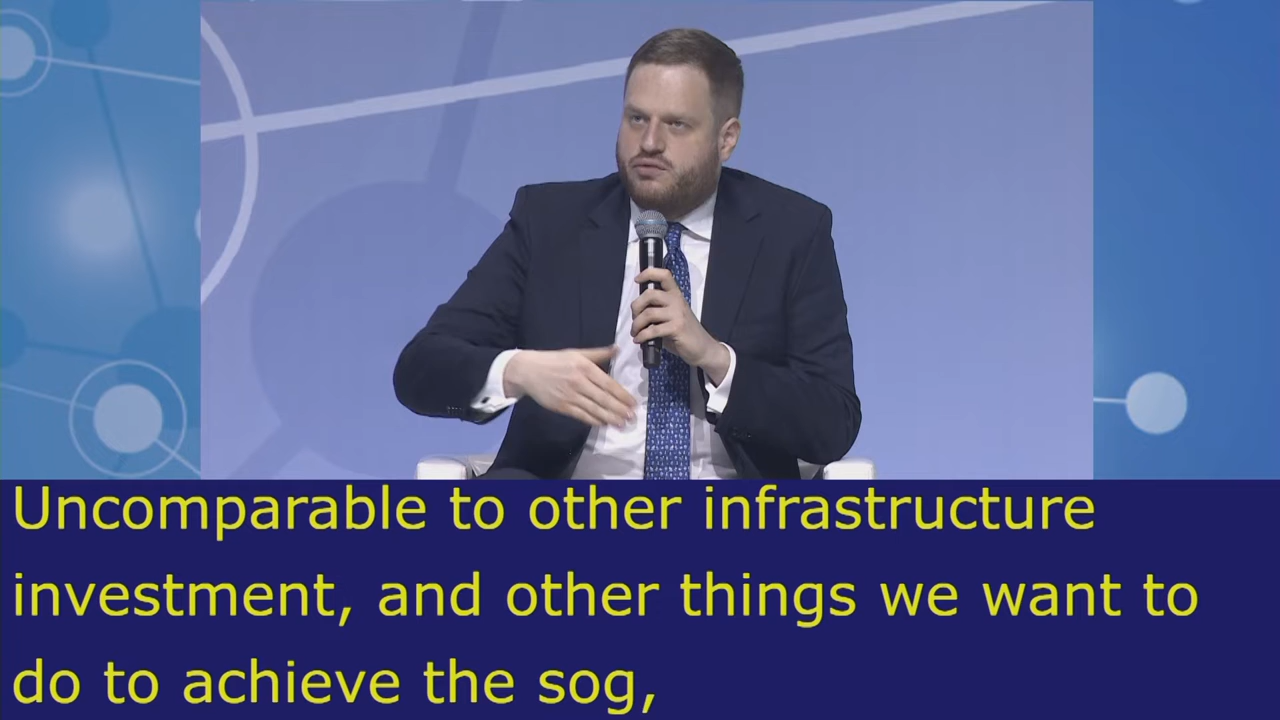 Uncomparable to other infrastructure
investment, and other things we want to
do to achieve the sog,